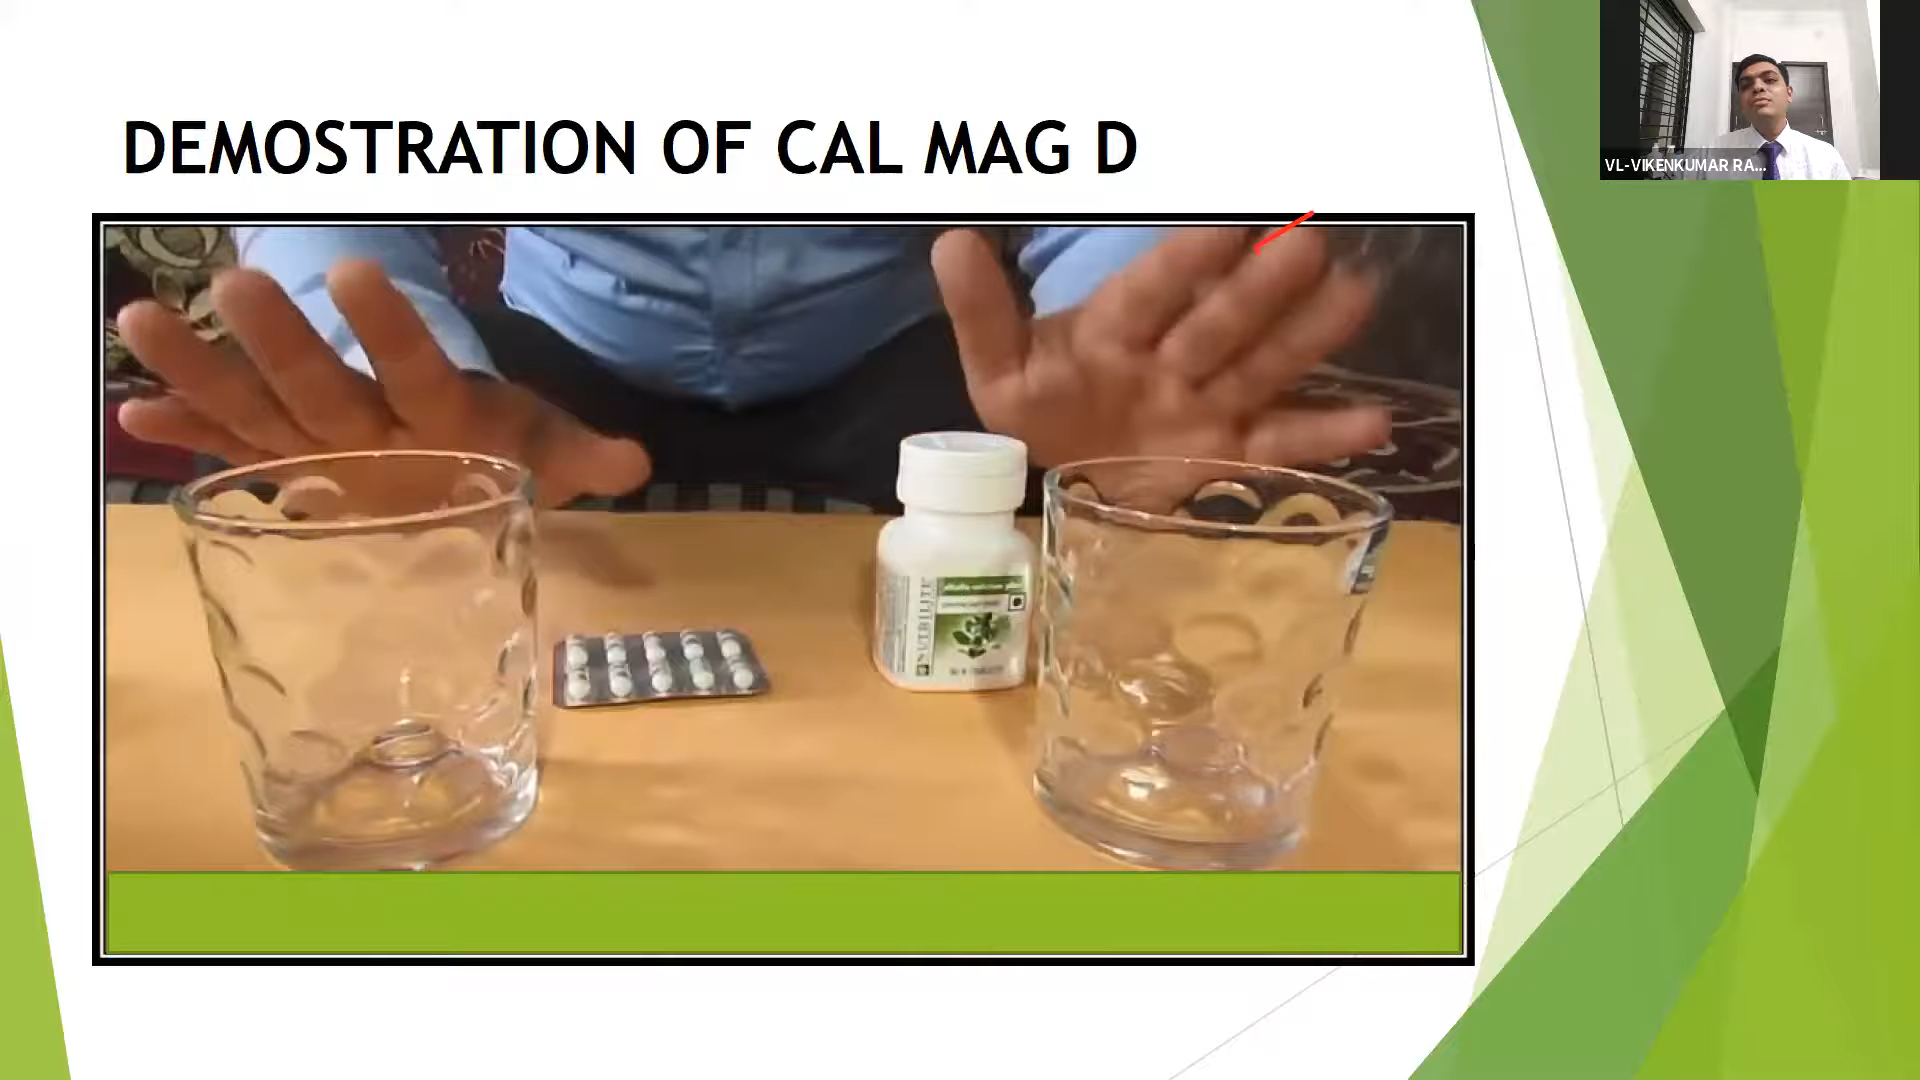 DEMOSTRATION OF CAL MAG D
VL-VIKENKUMAR RA...
NUTRILITE